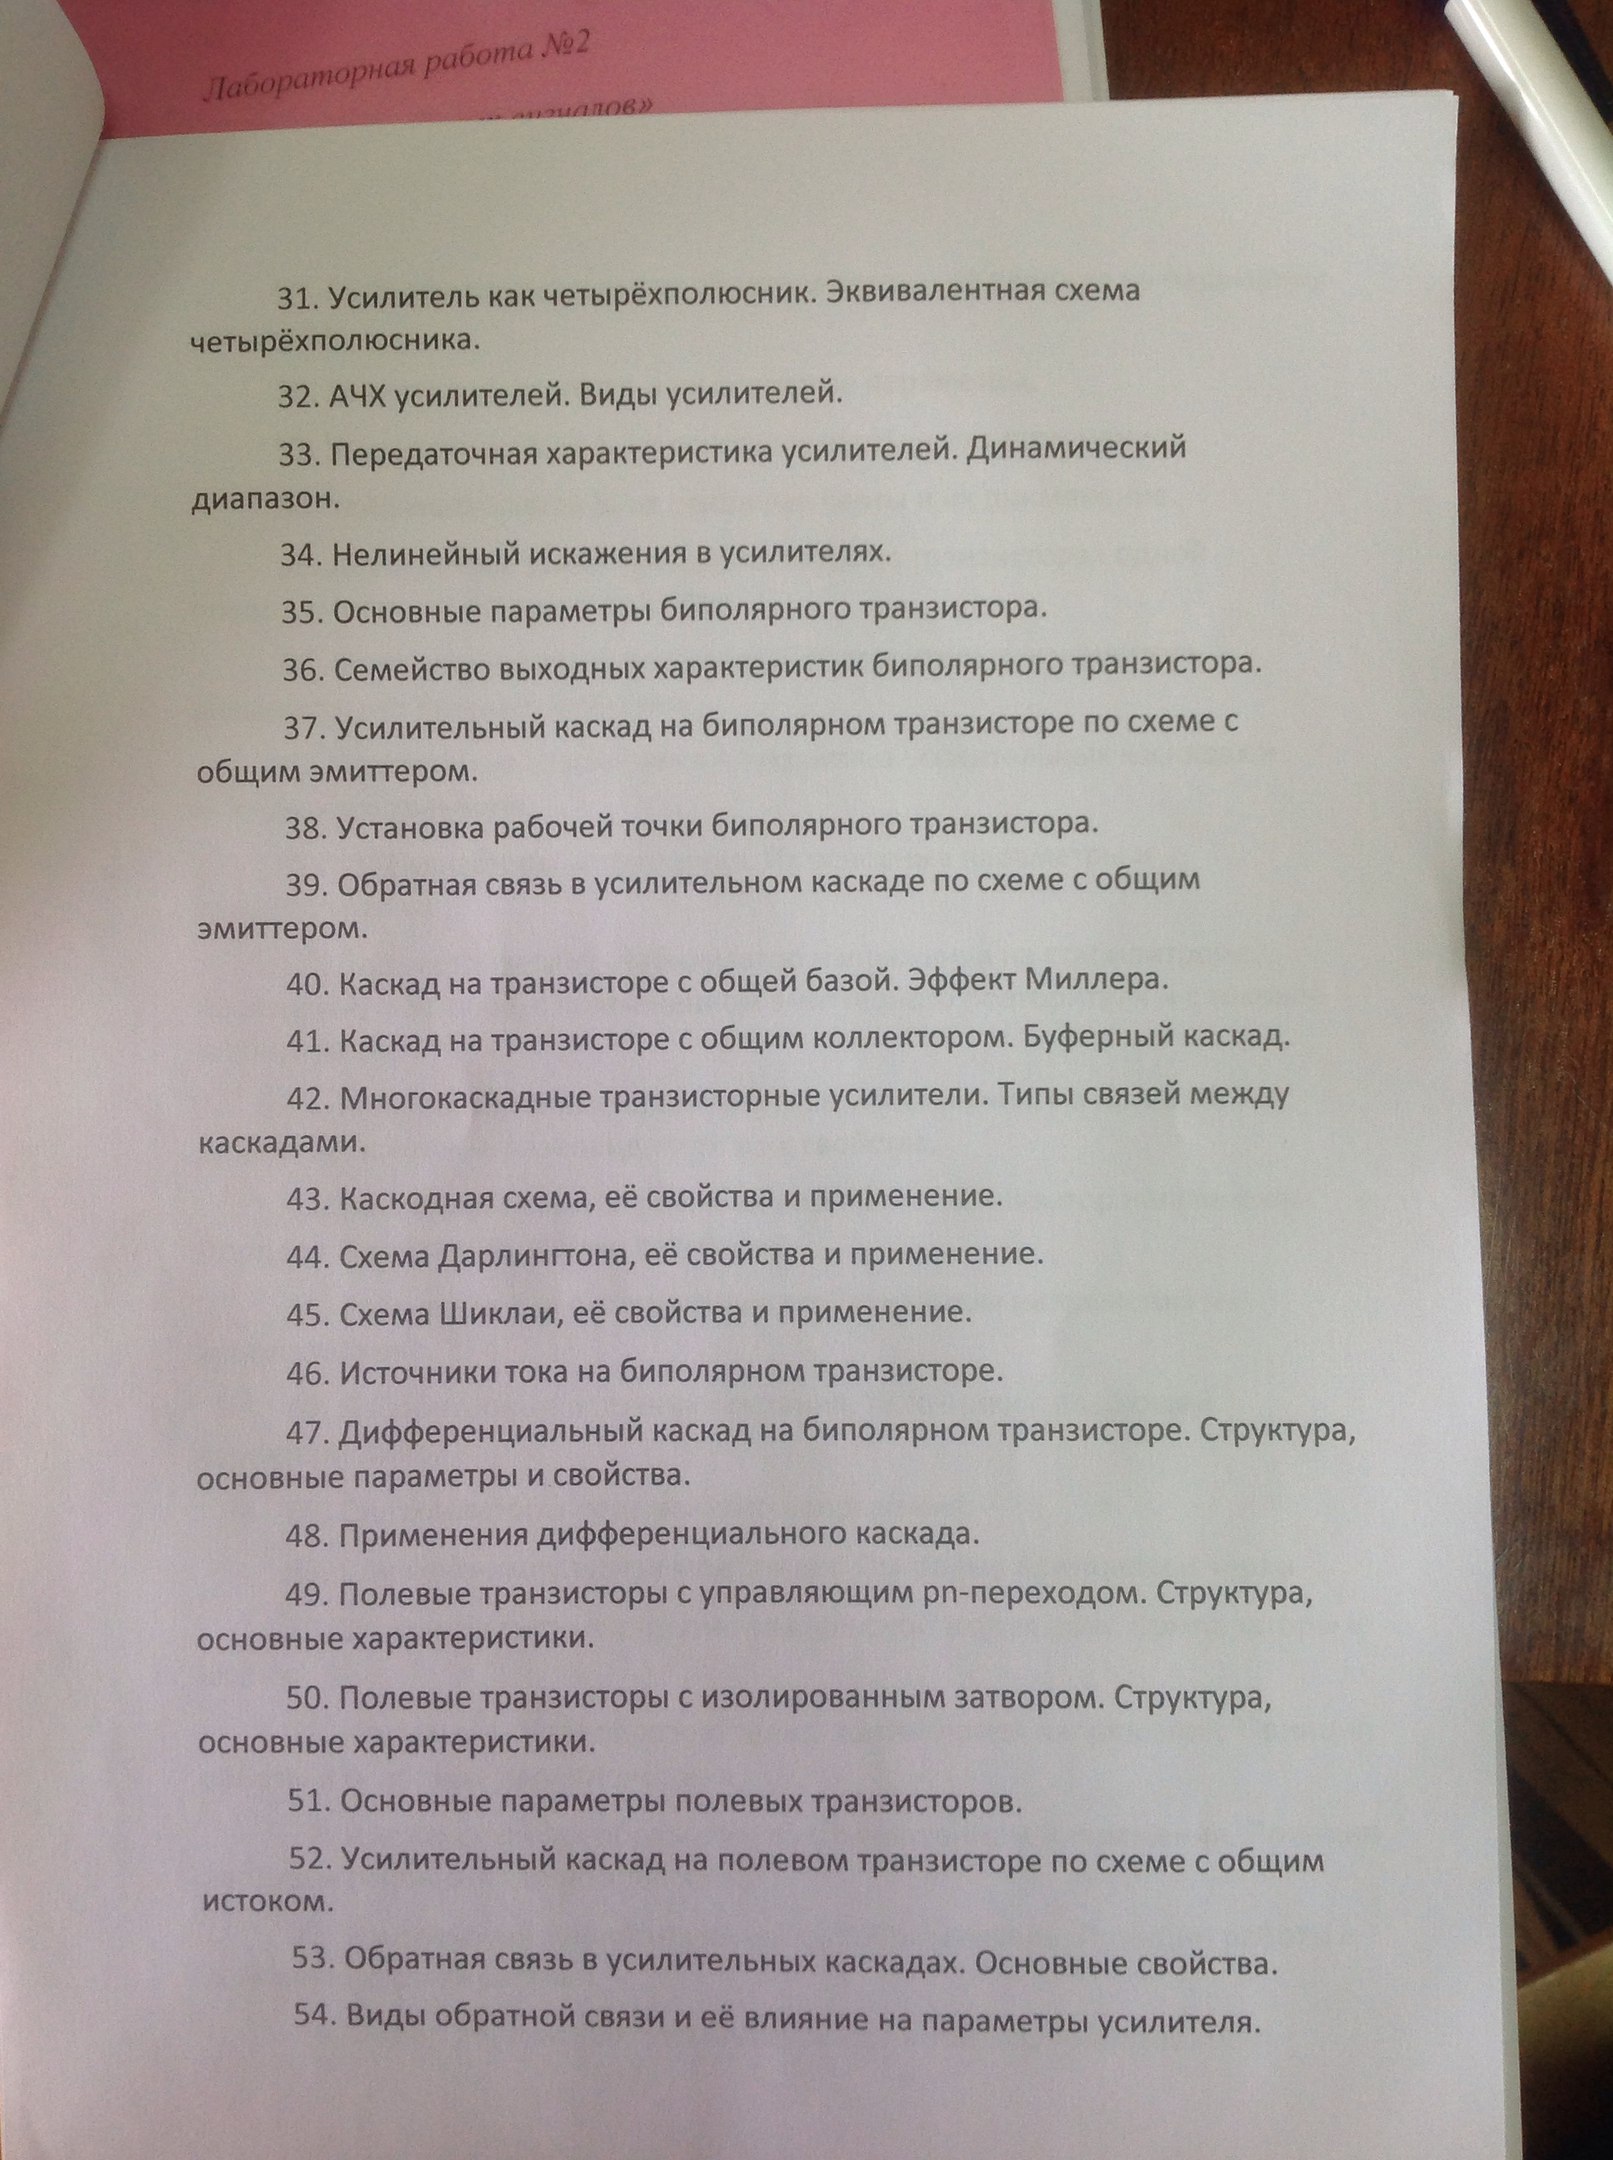 Лабораторная работа №2
сигналов»
31. Усилитель как четырёхполюсник. Эквивалентная схема
четырёхполюсника.
32. АЧХ усилителей. Виды усилителей.
33. Передаточная характеристика усилителей. Динамический
диапазон.
34. Нелинейный искажения в усилителях.
35. Основные параметры биполярного транзистора.
36. Семейство выходных характеристик биполярного транзистора.
37. Усилительный каскад на биполярном транзисторе по схеме с
общим эмиттером.
38. Установка рабочей точки биполярного транзистора.
39. Обратная связь в усилительном каскаде по схеме с общим
эмиттером.
40. Каскад на транзисторе с общей базой. Эффект Миллера.
41. Каскад на транзисторе с общим коллектором. Буферный каскад.
42. Многокаскадные транзисторные усилители. Типы связей между
каскадами.
43. Каскодная схема, её свойства и применение.
44. Схема Дарлингтона, её свойства и применение.
45. Схема Шиклаи, её свойства и применение.
46. Источники тока на биполярном транзисторе.
47. Дифференциальный каскад на биполярном транзисторе. Структура,
основные параметры и свойства.
48. Применения дифференциального каскада.
49. Полевые транзисторы с управляющим pn-переходом. Структура,
основные характеристики.
50. Полевые транзисторы с изолированным затвором. Структура,
основные характеристики.
51. Основные параметры полевых транзисторов.
52. Усилительный каскад на полевом транзисторе по схеме с общим
истоком.
53. Обратная связь в усилительных каскадах. Основные свойства.
54. Виды обратной связи и её влияние на параметры усилителя.